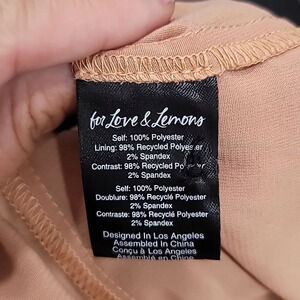 for Love & Lemons
Self: 100% Polyester
Lining: 98% Recycled Polyester
2% Spandex
Contrast: 98% Recycled Polyester
2% Spandex
Self: 100% Polyester
Doublure: 98% Recyclé Polyester
2% Spandex
Contraste: 98% Recyclé Polyester
2% Spandex
Designed in Los Angeles
Assembled in China
Conçu à Los Angeles
Assemblé en Chine